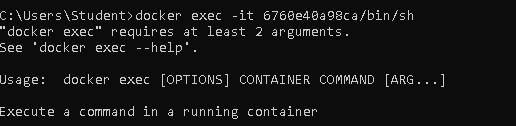 C:\Users\Student>docker exec -it 6760e40a98ca/bin/sh
"docker exec" requires at least 2 arguments.
See 'docker exec --help'.
Usage:  docker exec [OPTIONS] CONTAINER COMMAND [ARG...]
Execute a command in a running container